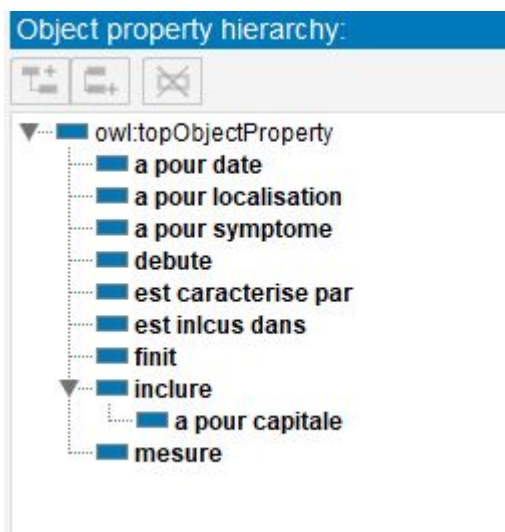 Object property hierarchy:
owl:topObjectProperty
a pour date
a pour localisation
a pour symptome
debute
est caracterise par
est inlcus dans
finit
inclure
a pour capitale
mesure